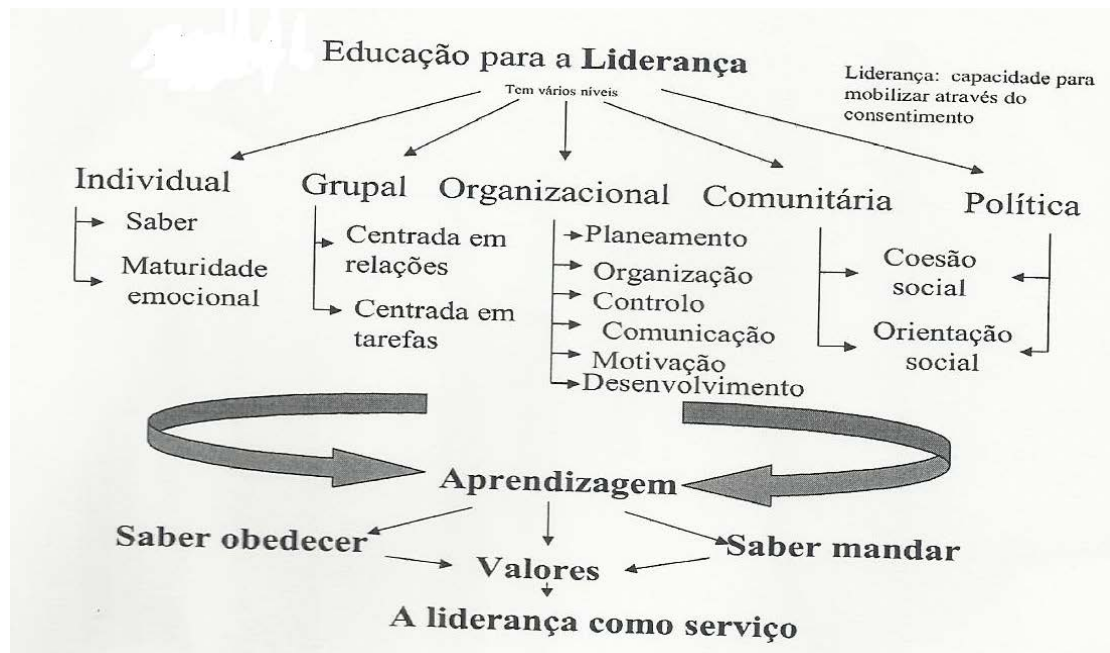 Educação para a Liderança
Tem vários níveis
Liderança: capacidade para
mobilizar através do
consentimento
Individual
Saber
Maturidade
emocional
Grupal
Centrada em
relações
Centrada em
tarefas
Organizacional
Planeamento
Organização
Controlo
Comunicação
Motivação
Desenvolvimento
Comunitária
Política
Coesão
social
Orientação
social
Aprendizagem
Saber obedecer
Saber mandar
Valores
A liderança como serviço